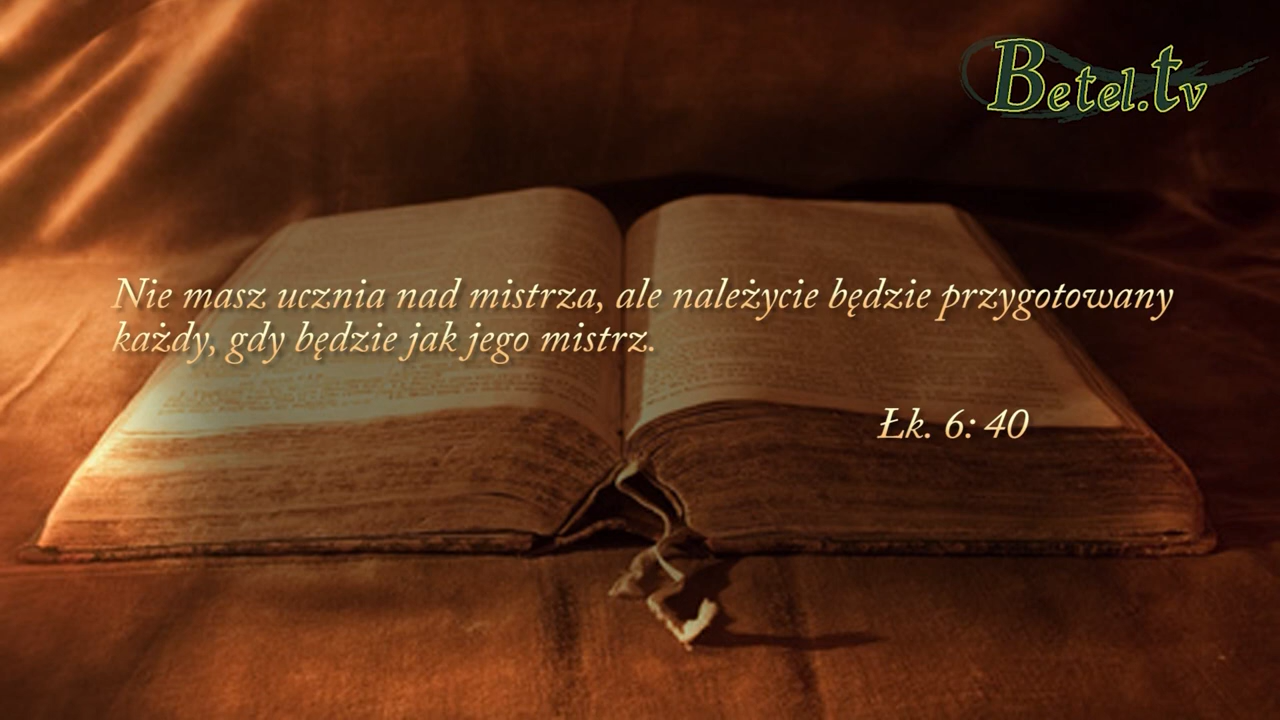 Betel.tv
Nie masz ucznia nad mistrza, ale należycie będzie przygotowany
każdy, gdy będzie jak jego mistrz.
Łk. 6: 40